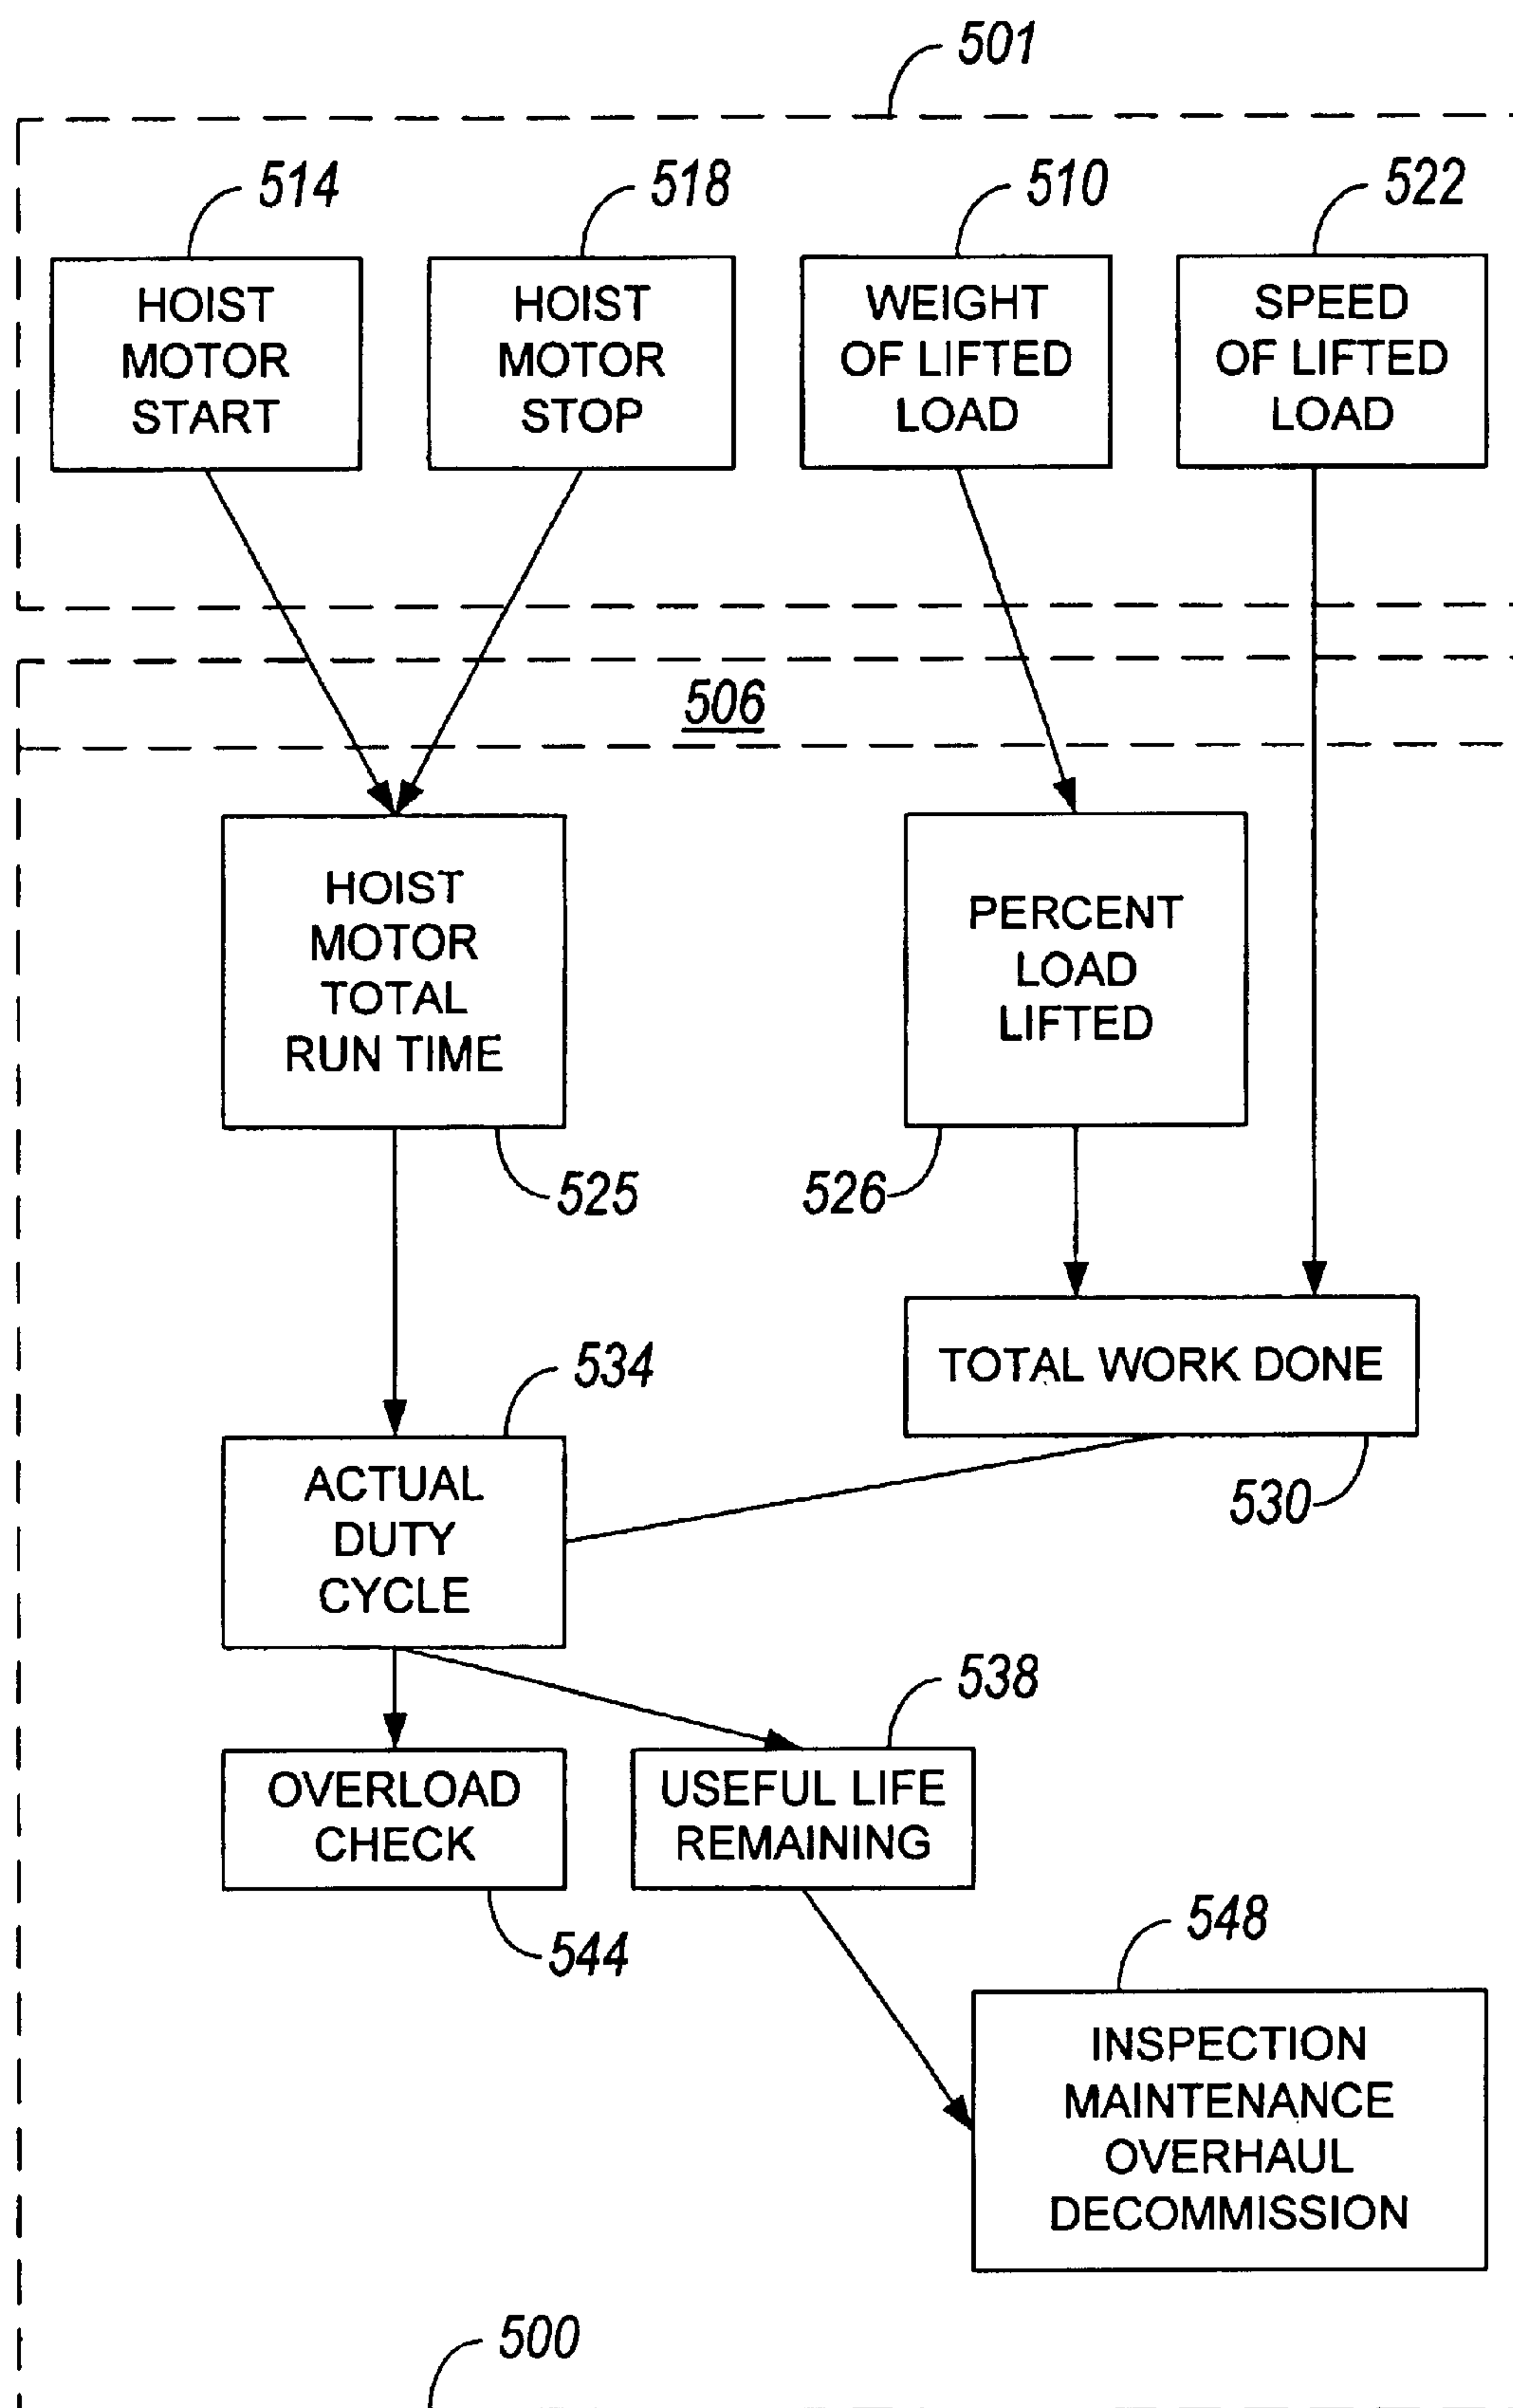 501
514
518
510
522
HOIST
MOTOR
START
HOIST
MOTOR
STOP
WEIGHT
OF LIFTED
LOAD
SPEED
OF LIFTED
LOAD
506
HOIST
MOTOR
TOTAL
RUN TIME
PERCENT
LOAD
LIFTED
525
526
TOTAL WORK DONE
534
530
ACTUAL
DUTY
CYCLE
538
OVERLOAD
CHECK
USEFUL LIFE
REMAINING
544
548
INSPECTION
MAINTENANCE
OVERHAUL
DECOMMISSION
500